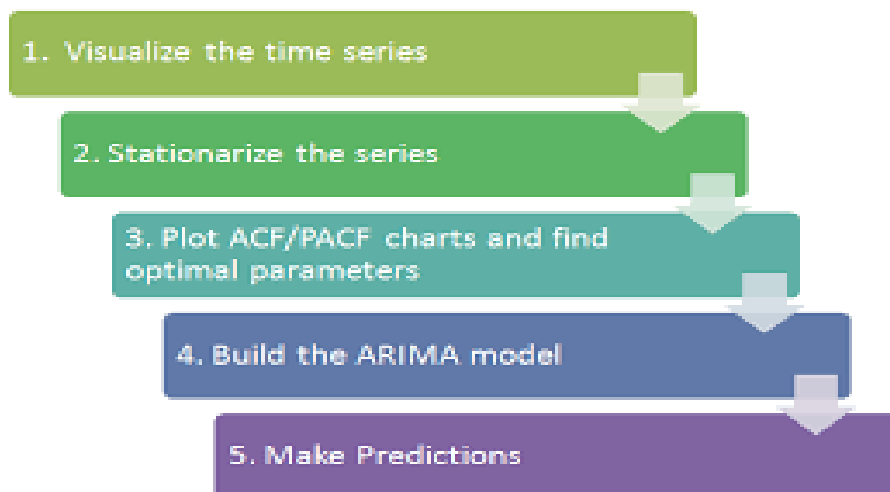 1. Visualize the time series
2. Stationarize the series
3. Plot ACF/PACF charts and find
optimal parameters
4. Build the ARIMA model
5. Make Predictions